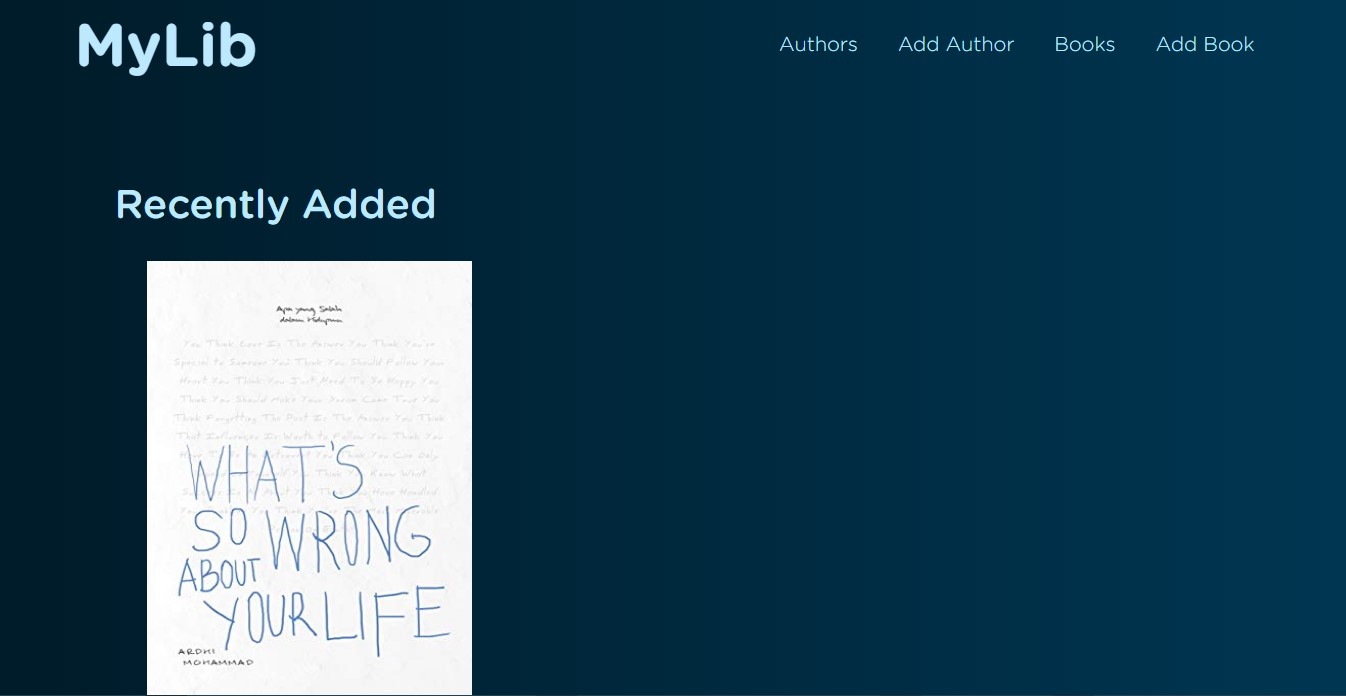 MyLib
Authors Add Author Books Add Book
Recently Added
Apa yang Salah
dalam Hidupmu
You Think Love Is The Answer You Think You're
Special to Someone You Think You Should Follow Your
Heart You Think You Just Need To Be Happy You
Think You Should Make Your Dream Come True You
Think Forgetting The Past Is The Answer You Think
That Influencer Is Worth to Follow You Think You
WHAT'S
SO WRONG
ABOUT
YOUR LIFE
ARDHI
MOHAMMAD